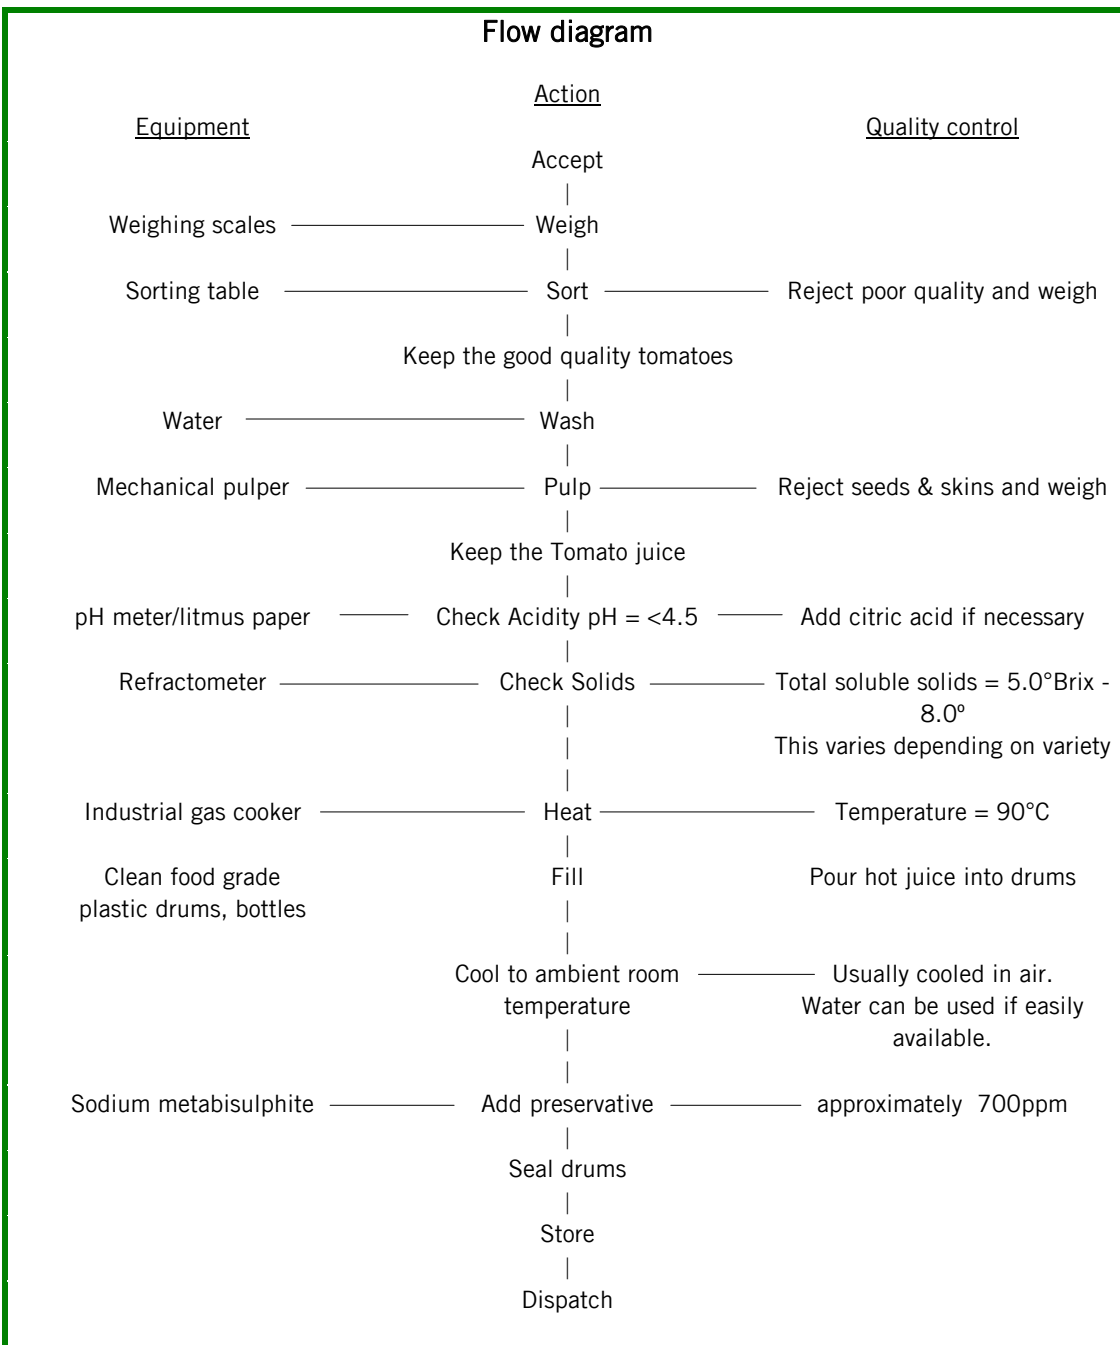 Flow diagram
Action
Equipment Quality control
Accept
Weighing scales Weigh
Sorting table Sort Reject poor quality and weigh
Keep the good quality tomatoes
Water Wash
Mechanical pulper Pulp Reject seeds & skins and weigh
Keep the Tomato juice
pH meter/litmus paper Check Acidity pH = <4.5 Add citric acid if necessary
Refractometer Check Solids Total soluble solids = 5.0°Brix -
8.0º
This varies depending on variety
Industrial gas cooker Heat Temperature = 90°C
Clean food grade Fill Pour hot juice into drums
plastic drums, bottles
Cool to ambient room Usually cooled in air.
temperature Water can be used if easily
available.
Sodium metabisulphite Add preservative approximately 700ppm
Seal drums
Store
Dispatch